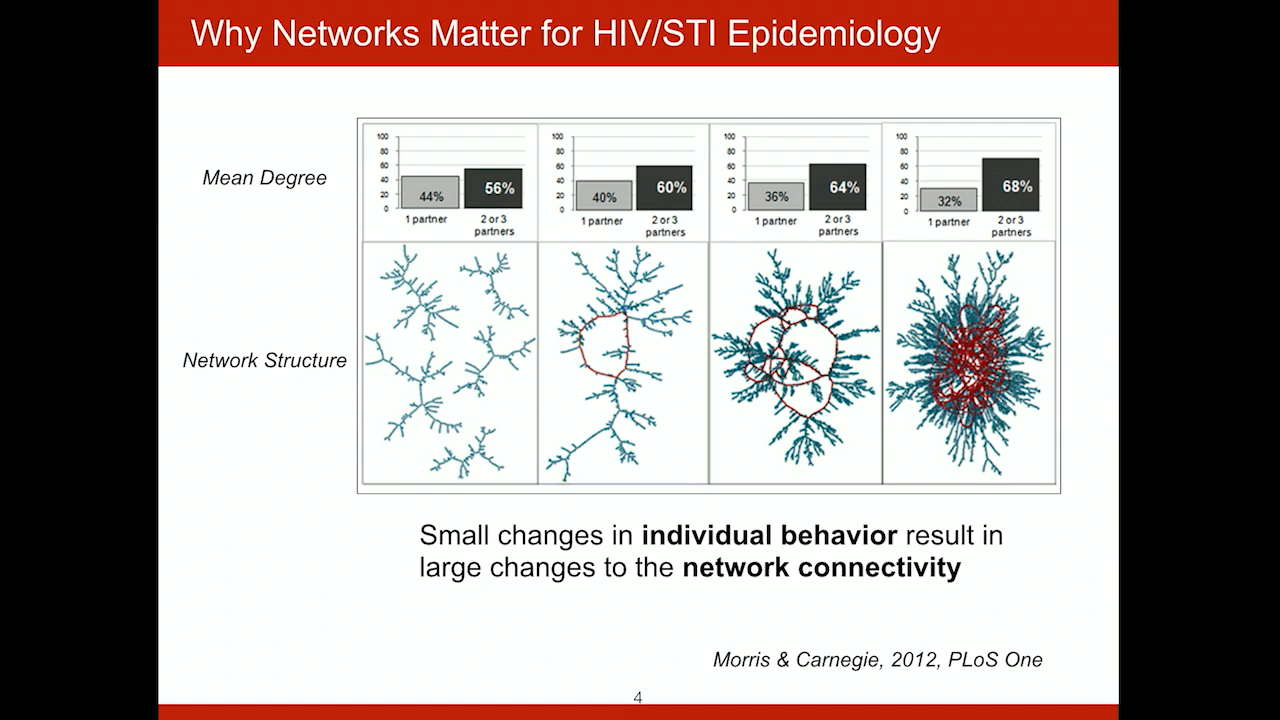 Why Networks Matter for HIV/STI Epidemiology
Mean Degree
100
80
60
40
20
0
44%
56%
1 partner
2 or 3
partners
100
80
60
40
20
0
40%
60%
1 partner
2 or 3
partners
100
80
60
40
20
0
36%
64%
1 partner
2 or 3
partners
100
80
60
40
20
0
32%
68%
1 partner
2 or 3
partners
Network Structure
Small changes in individual behavior result in
large changes to the network connectivity
Morris & Carnegie, 2012, PLoS One
4